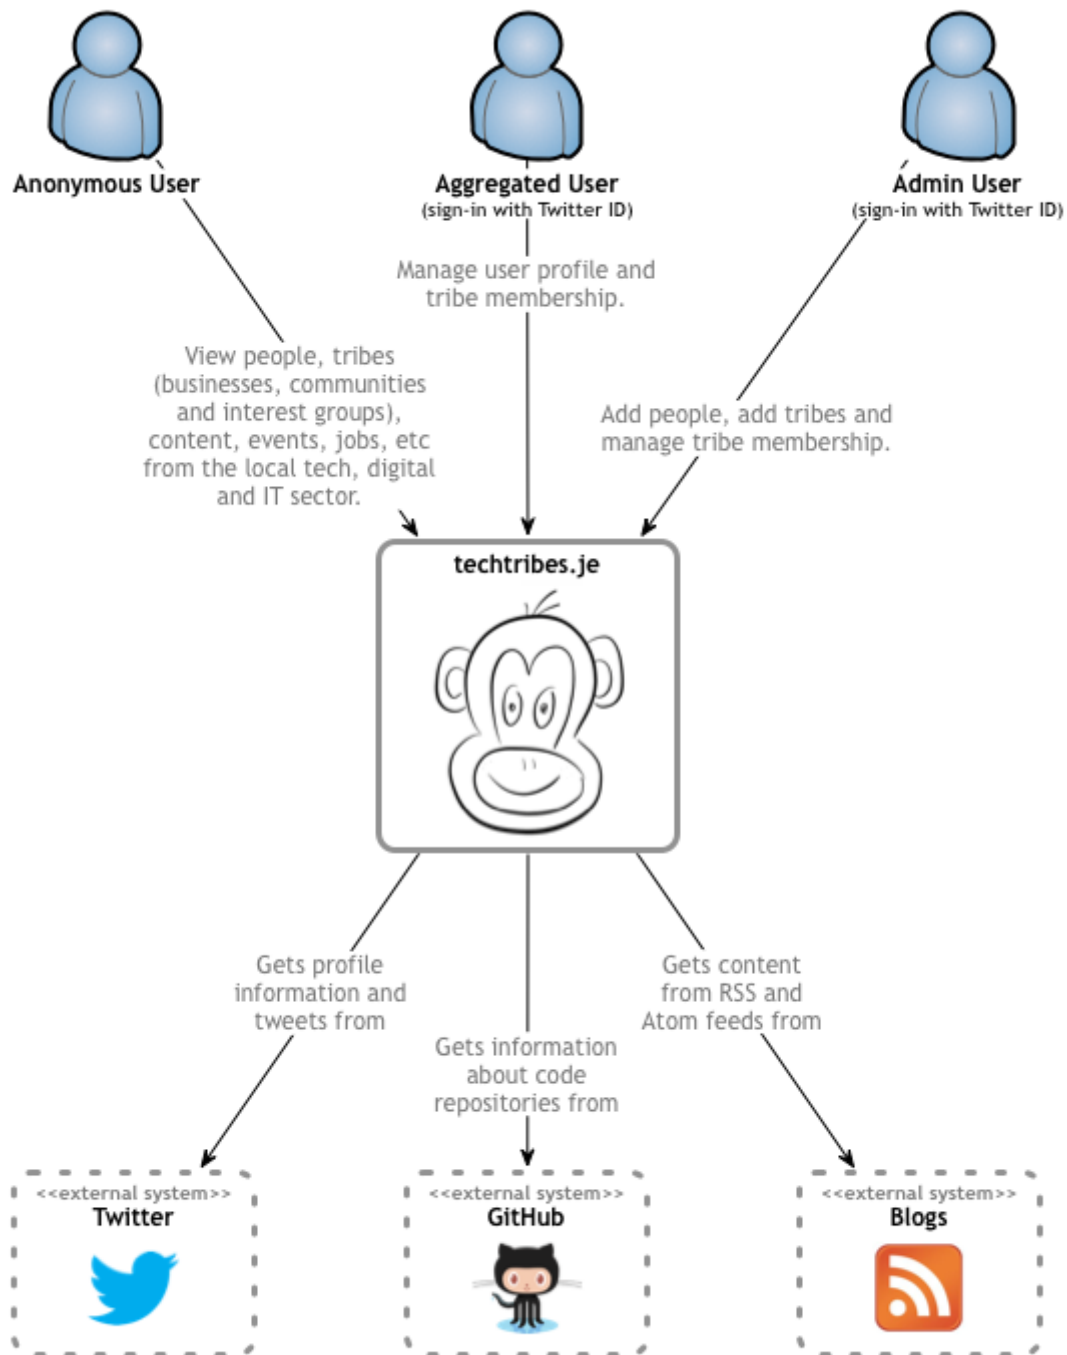 Anonymous User
Aggregated User
(sign-in with Twitter ID)
Admin User
(sign-in with Twitter ID)
Manage user profile and
tribe membership.
View people, tribes
(businesses, communities
and interest groups),
content, events, jobs, etc
from the local tech, digital
and IT sector.
Add people, add tribes and
manage tribe membership.
techtribes.je
Gets profile
information and
tweets from
Gets information
about code
repositories from
Gets content
from RSS and
Atom feeds from
<<external system>>
Twitter
<<external system>>
GitHub
<<external system>>
Blogs